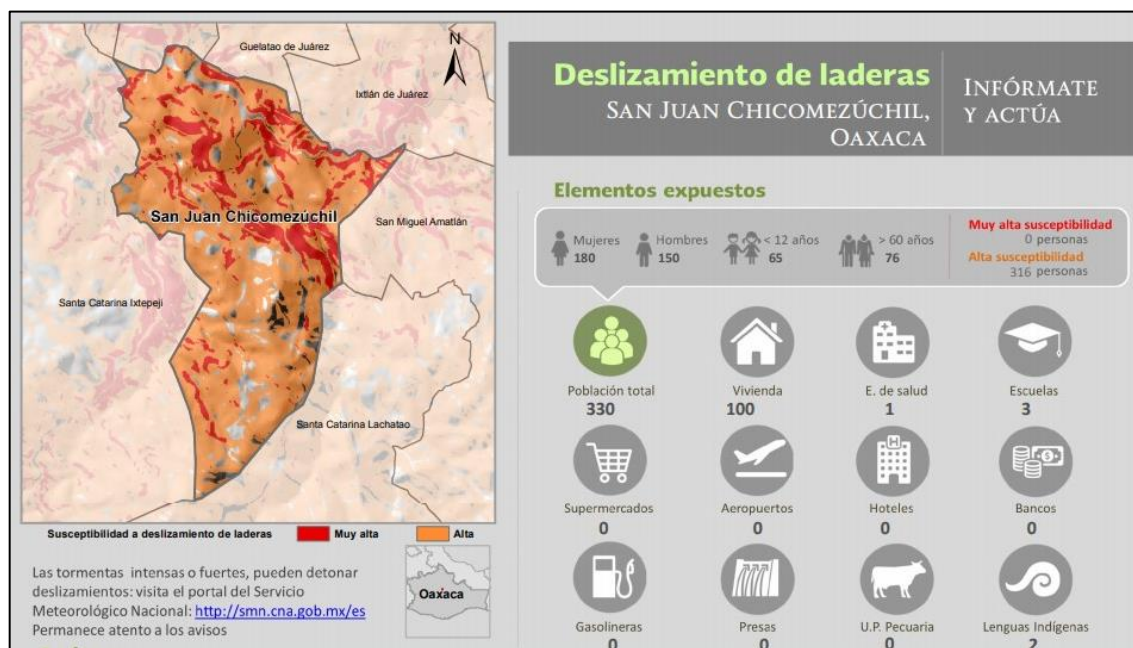 Guelatao de Juárez
N
Ixtlán de Juárez
San Juan Chicomezúchil
San Miguel Amatlán
Santa Catarina Ixtepeji
Santa Catarina Lachatao
Susceptibilidad a deslizamiento de laderas Muy alta Alta
Las tormentas intensas o fuertes, pueden detonar
deslizamientos: visita el portal del Servicio
Meteorológico Nacional: http://smn.cna.gob.mx/es
Permanece atento a los avisos
Oaxaca
Deslizamiento de laderas
SAN JUAN CHICOMEZÚCHIL,
OAXACA
INFÓRMATE
Y ACTÚA
Elementos expuestos
Mujeres
180
Hombres
150
< 12 años
65
> 60 años
76
Muy alta susceptibilidad
0 personas
Alta susceptibilidad
316 personas
Población total
330
Vivienda
100
E. de salud
1
Escuelas
3
Supermercados
0
Aeropuertos
0
H
Hoteles
0
$
Bancos
0
Gasolineras
0
Presas
0
U.P. Pecuaria
0
Lenguas Indígenas
2